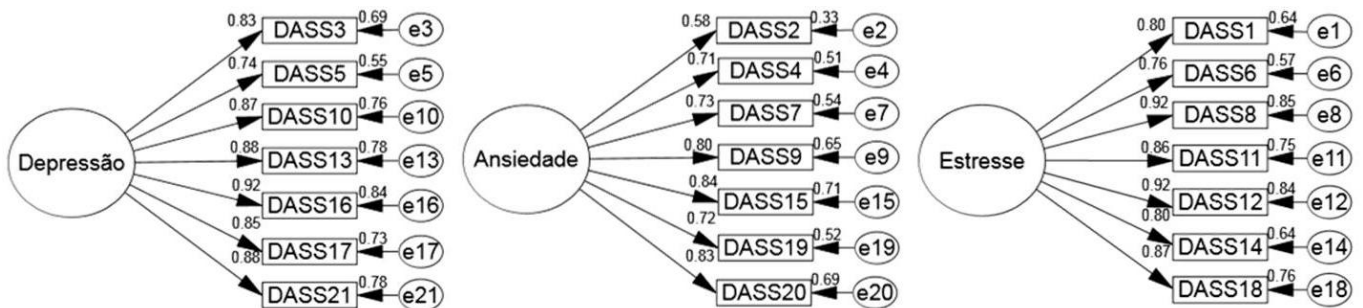 0.83 DASS3 0.69 e3
0.74 DASS5 0.55 e5
0.87 DASS10 0.76 e10
Depressão 0.88 DASS13 0.78 e13
0.92 DASS16 0.84 e16
0.85 DASS17 0.73 e17
0.88 DASS21 0.78 e21
0.58 DASS2 0.33 e2
0.71 DASS4 0.51 e4
0.73 DASS7 0.54 e7
Ansiedade 0.80 DASS9 0.65 e9
0.84 DASS15 0.71 e15
0.72 DASS19 0.52 e19
0.83 DASS20 0.69 e20
0.80 DASS1 0.64 e1
0.76 DASS6 0.57 e6
0.92 DASS8 0.85 e8
Estresse 0.86 DASS11 0.75 e11
0.92 DASS12 0.84 e12
0.80 DASS14 0.64 e14
0.87 DASS18 0.76 e18